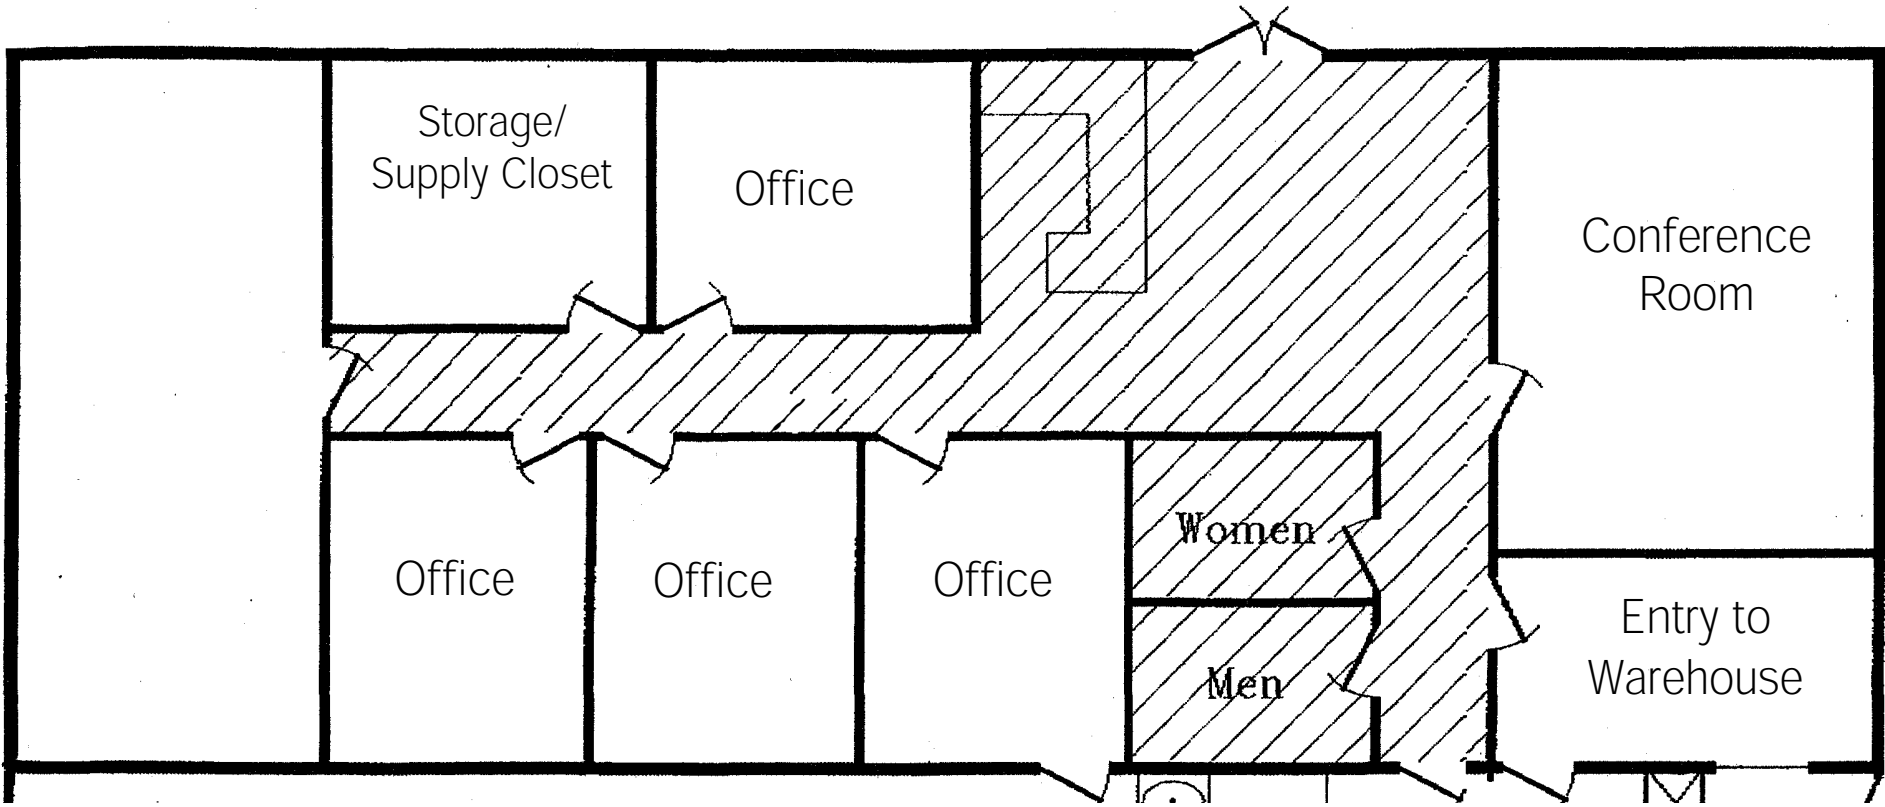 Storage/
Supply Closet
Office
Conference
Room
Office
Office
Office
Women
Men
Entry to
Warehouse